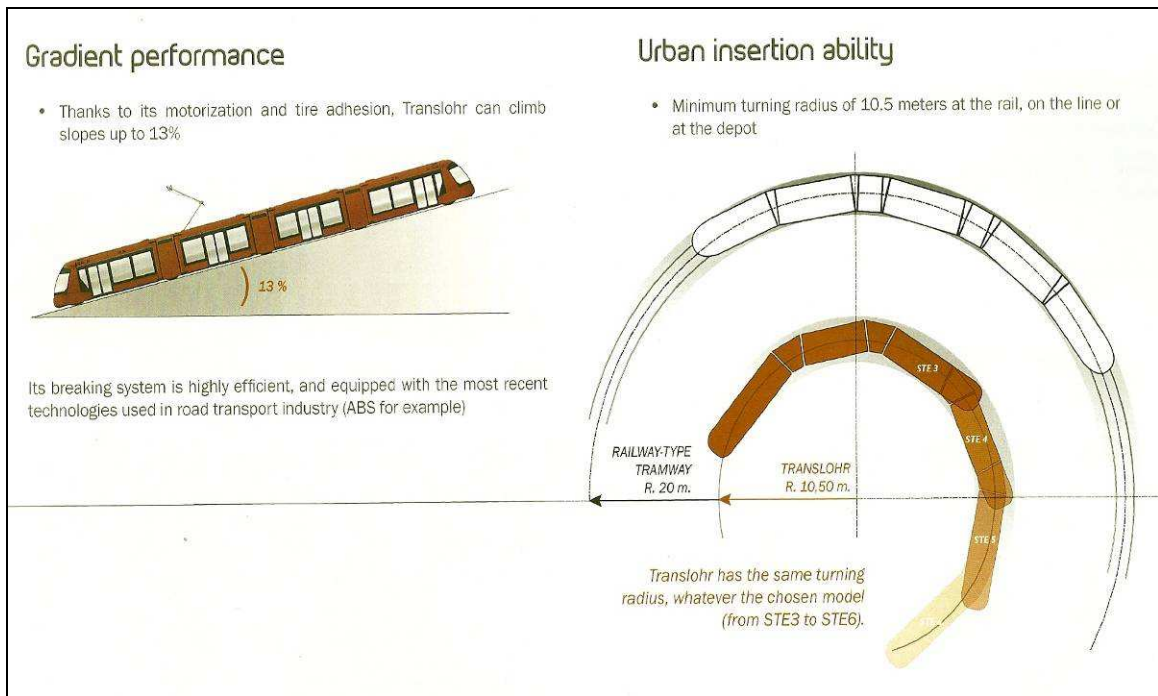 Gradient performance
• Thanks to its motorization and tire adhesion, Translohr can climb
slopes up to 13%
13 %
Its breaking system is highly efficient, and equipped with the most recent
technologies used in road transport industry (ABS for example)
Urban insertion ability
• Minimum turning radius of 10.5 meters at the rail, on the line or
at the depot
STE 3
STE 4
RAILWAY-TYPE
TRAMWAY
R. 20 m.
TRANSLOHR
R. 10,50 m.
STE 5
Translohr has the same turning
radius, whatever the chosen model
(from STE3 to STE6).